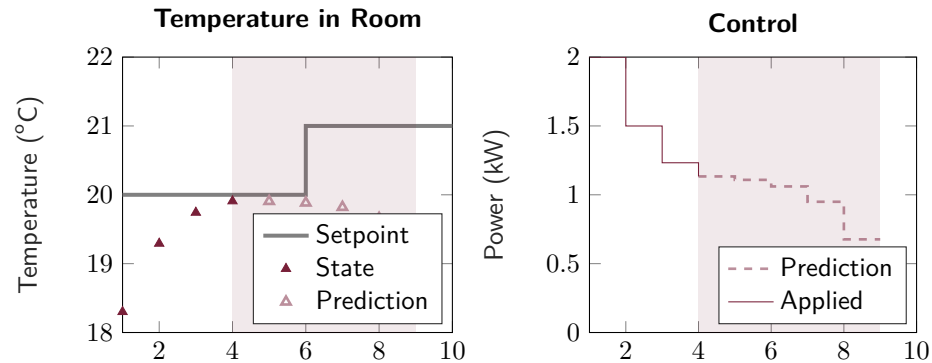 Temperature in Room
Temperature (°C)
22
21
20
19
18
2 4 6 8 10
Setpoint
State
Prediction
Control
Power (kW)
2
1.5
1
0.5
0
2 4 6 8 10
Prediction
Applied